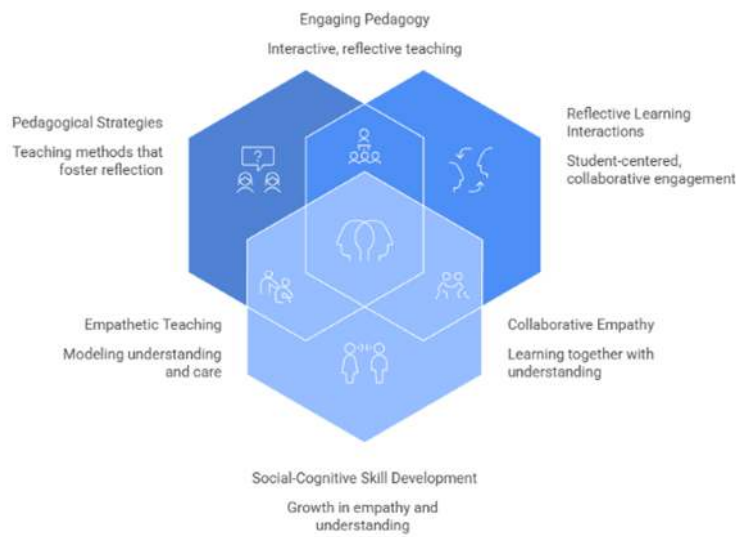 Engaging Pedagogy
Interactive, reflective teaching
Pedagogical Strategies
Teaching methods that
foster reflection
Reflective Learning
Interactions
Student-centered,
collaborative engagement
?
Empathetic Teaching
Modeling understanding
and care
Collaborative Empathy
Learning together with
understanding
Social-Cognitive Skill Development
Growth in empathy and
understanding